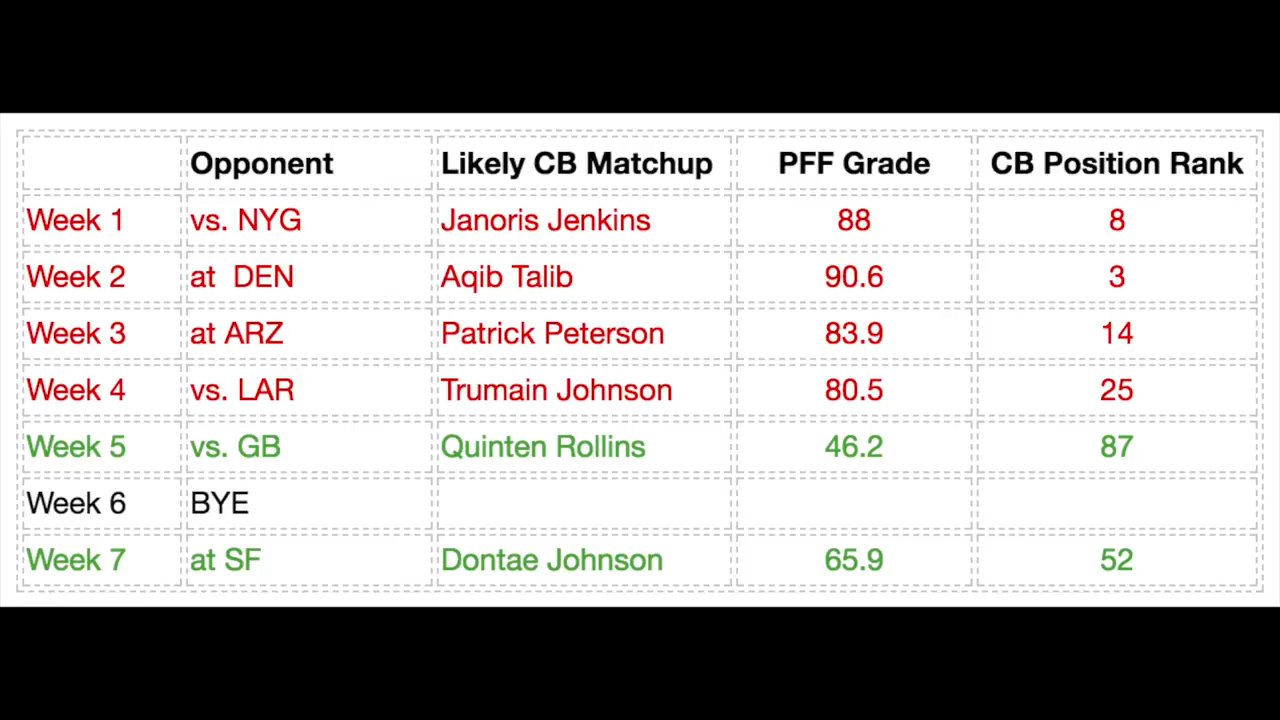 Opponent Likely CB Matchup PFF Grade CB Position Rank
Week 1 vs. NYG Janoris Jenkins 88 8
Week 2 at DEN Aqib Talib 90.6 3
Week 3 at ARZ Patrick Peterson 83.9 14
Week 4 vs. LAR Trumain Johnson 80.5 25
Week 5 vs. GB Quinten Rollins 46.2 87
Week 6 BYE
Week 7 at SF Dontae Johnson 65.9 52